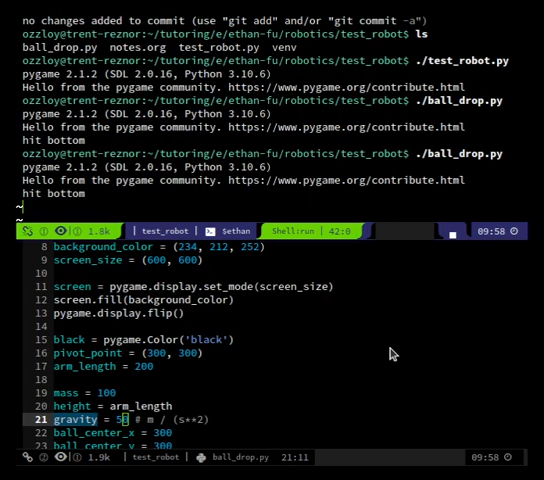 no changes added to commit (use "git add" and/or "git commit -a")
ozzloy@trent-reznor:~/tutoring/e/ethan-fu/robotics/test_robot$ ls
ball_drop.py notes.org test_robot.py venv
ozzloy@trent-reznor:~/tutoring/e/ethan-fu/robotics/test_robot$ ./test_robot.py
pygame 2.1.2 (SDL 2.0.16, Python 3.10.6)
Hello from the pygame community. https://www.pygame.org/contribute.html
ozzloy@trent-reznor:~/tutoring/e/ethan-fu/robotics/test_robot$ ./ball_drop.py
pygame 2.1.2 (SDL 2.0.16, Python 3.10.6)
Hello from the pygame community. https://www.pygame.org/contribute.html
hit bottom
ozzloy@trent-reznor:~/tutoring/e/ethan-fu/robotics/test_robot$ ./ball_drop.py
pygame 2.1.2 (SDL 2.0.16, Python 3.10.6)
Hello from the pygame community. https://www.pygame.org/contribute.html
hit bottom
~
~
1.8k | test_robot | $ethan Shell:run | 42:0 09:58
8 background_color = (234, 212, 252)
9 screen_size = (600, 600)
10
11 screen = pygame.display.set_mode(screen_size)
12 screen.fill(background_color)
13 pygame.display.flip()
14
15 black = pygame.Color('black')
16 pivot_point = (300, 300)
17 arm_length = 200
18
19 mass = 100
20 height = arm_length
21 gravity = 50 # m / (s**2)
22 ball_center_x = 300
23 ball_center_y = 300
1.9k | test_robot | ball_drop.py 21:11 09:58